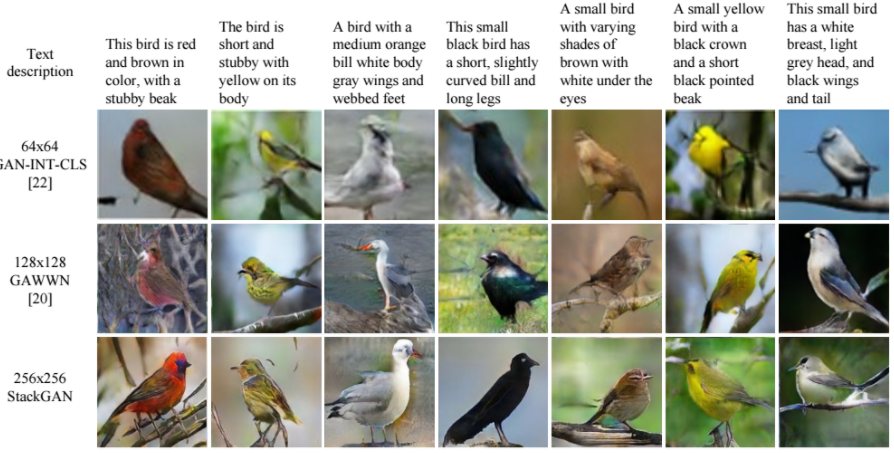 Text
description
This bird is red
and brown in
color, with a
stubby beak
The bird is
short and
stubby with
yellow on its
body
A bird with a
medium orange
bill white body
gray wings and
webbed feet
This small
black bird has
a short, slightly
curved bill and
long legs
A small bird
with varying
shades of
brown with
white under the
eyes
A small yellow
bird with a
black crown
and a short
black pointed
beak
This small bird
has a white
breast, light
grey head, and
black wings
and tail
64x64
GAN-INT-CLS
[22]
128x128
GAWWN
[20]
256x256
StackGAN